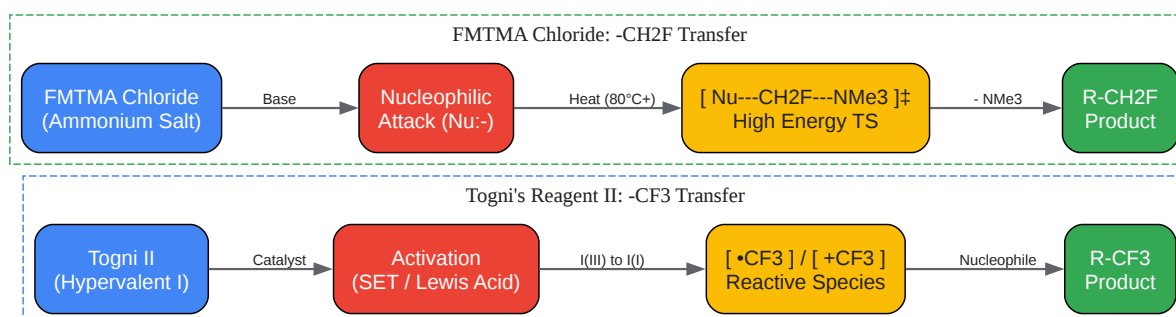 FMTMA Chloride: -CH2F Transfer
FMTMA Chloride
(Ammonium Salt)
Base
Nucleophilic
Attack (Nu:-)
Heat (80°C+)
[ Nu---CH2F---NMe3 ]‡
High Energy TS
- NMe3
R-CH2F
Product
Togni's Reagent II: -CF3 Transfer
Togni II
(Hypervalent I)
Catalyst
Activation
(SET / Lewis Acid)
I(III) to I(I)
[ •CF3 ] / [ +CF3 ]
Reactive Species
Nucleophile
R-CF3
Product